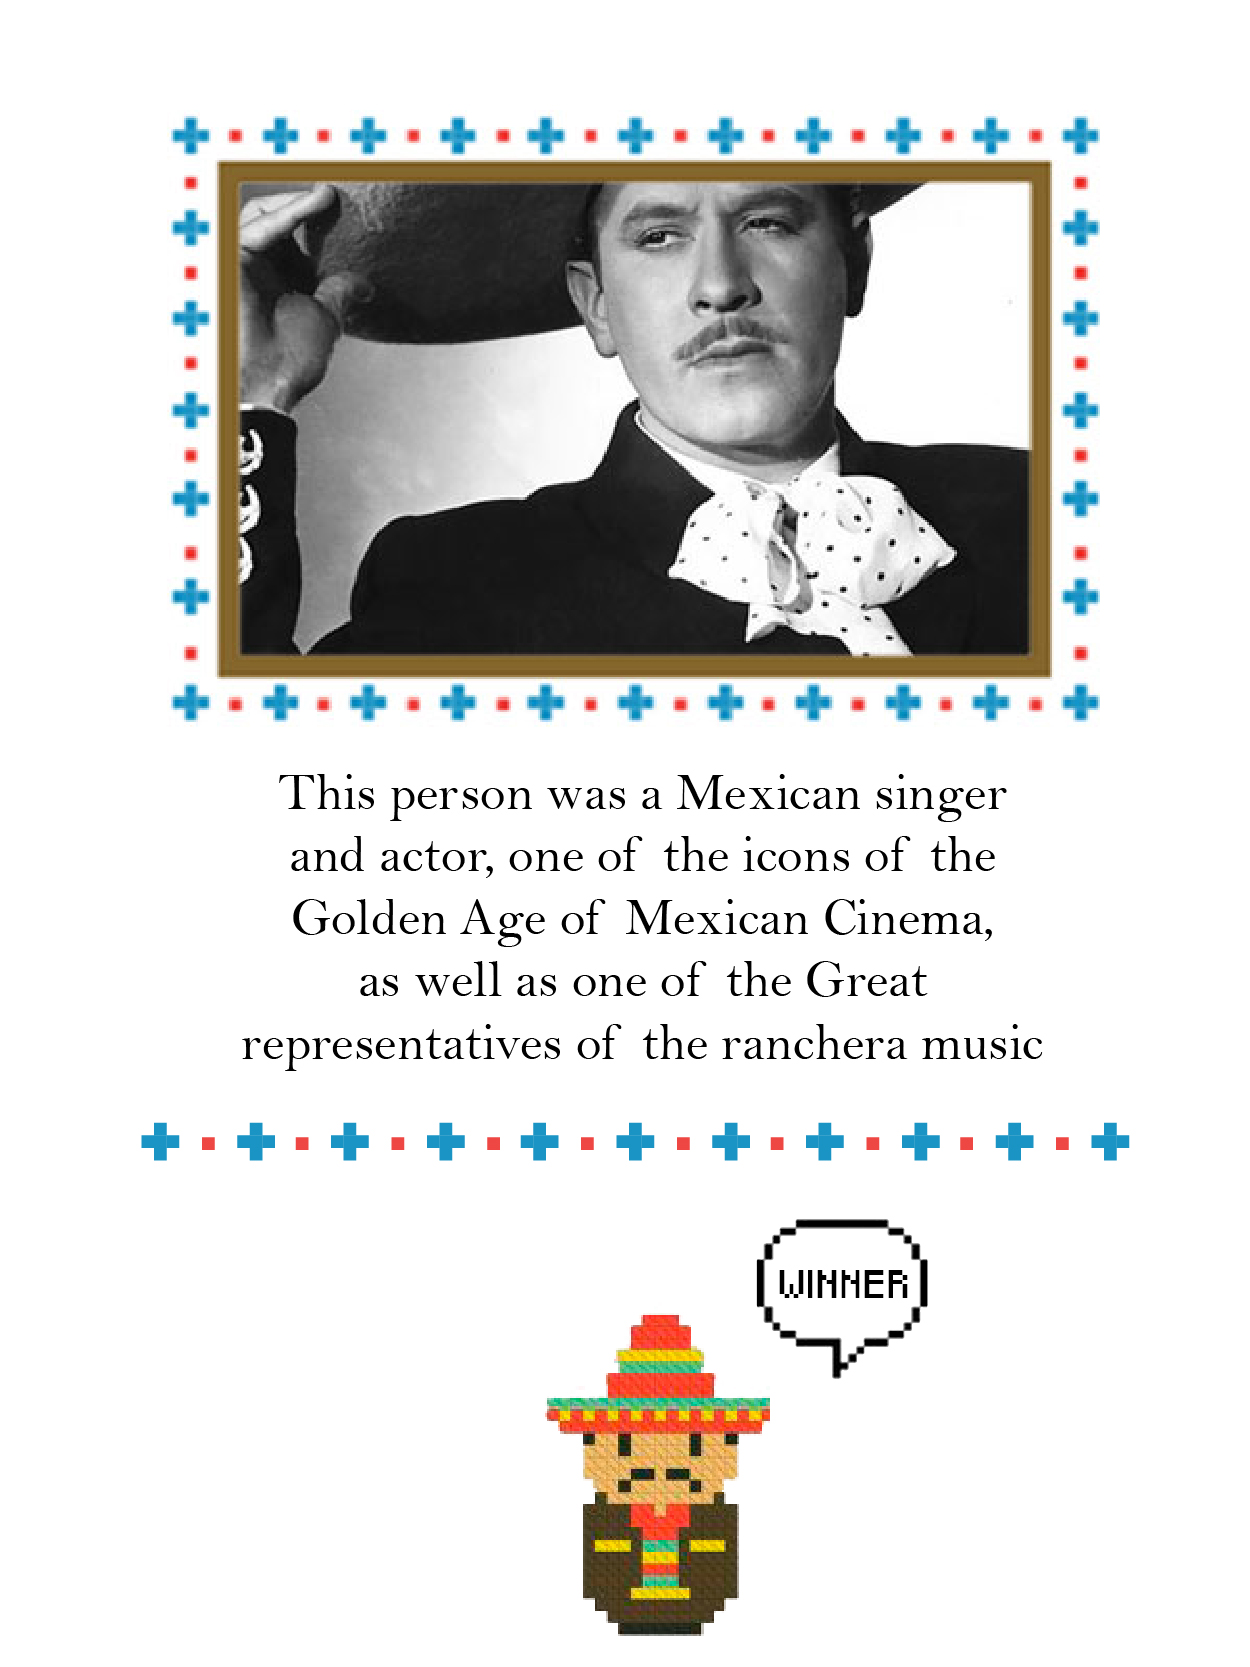 This person was a Mexican singer
and actor, one of the icons of the
Golden Age of Mexican Cinema,
as well as one of the Great
representatives of the ranchera music
WINNER